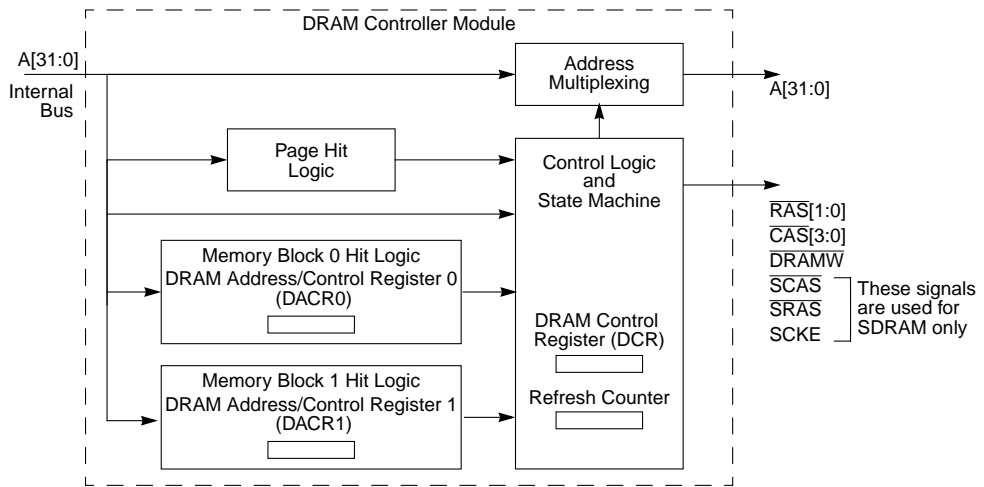 DRAM Controller Module
A[31:0]
Internal
Bus
Address
Multiplexing
A[31:0]
Page Hit
Logic
Control Logic
and
State Machine
RAS[1:0]
CAS[3:0]
DRAMW
SCAS
SRAS
SCKE
These signals
are used for
SDRAM only
Memory Block 0 Hit Logic
DRAM Address/Control Register 0
(DACR0)
DRAM Control
Register (DCR)
Refresh Counter
Memory Block 1 Hit Logic
DRAM Address/Control Register 1
(DACR1)